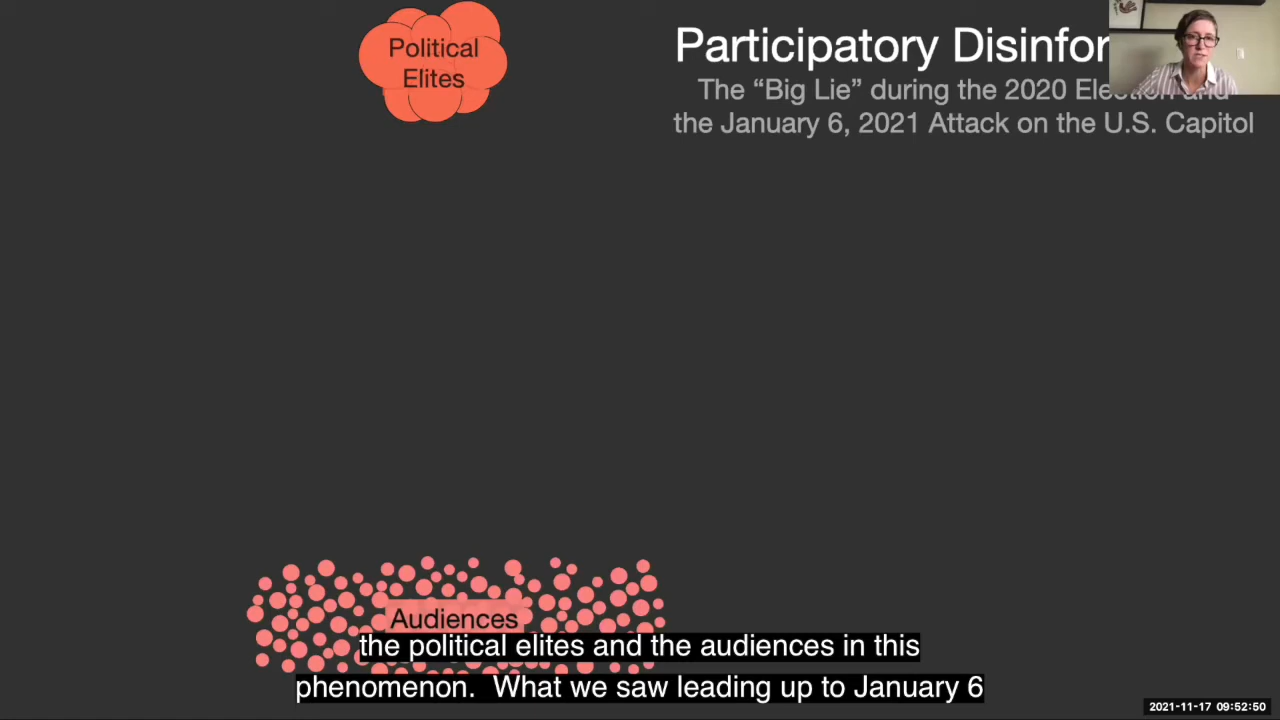 Political
Elites
Participatory Disinfor
The “Big Lie” during the 2020 Election and
the January 6, 2021 Attack on the U.S. Capitol
Audiences
the political elites and the audiences in this
phenomenon. What we saw leading up to January 6
2021-11-17 09:52:50